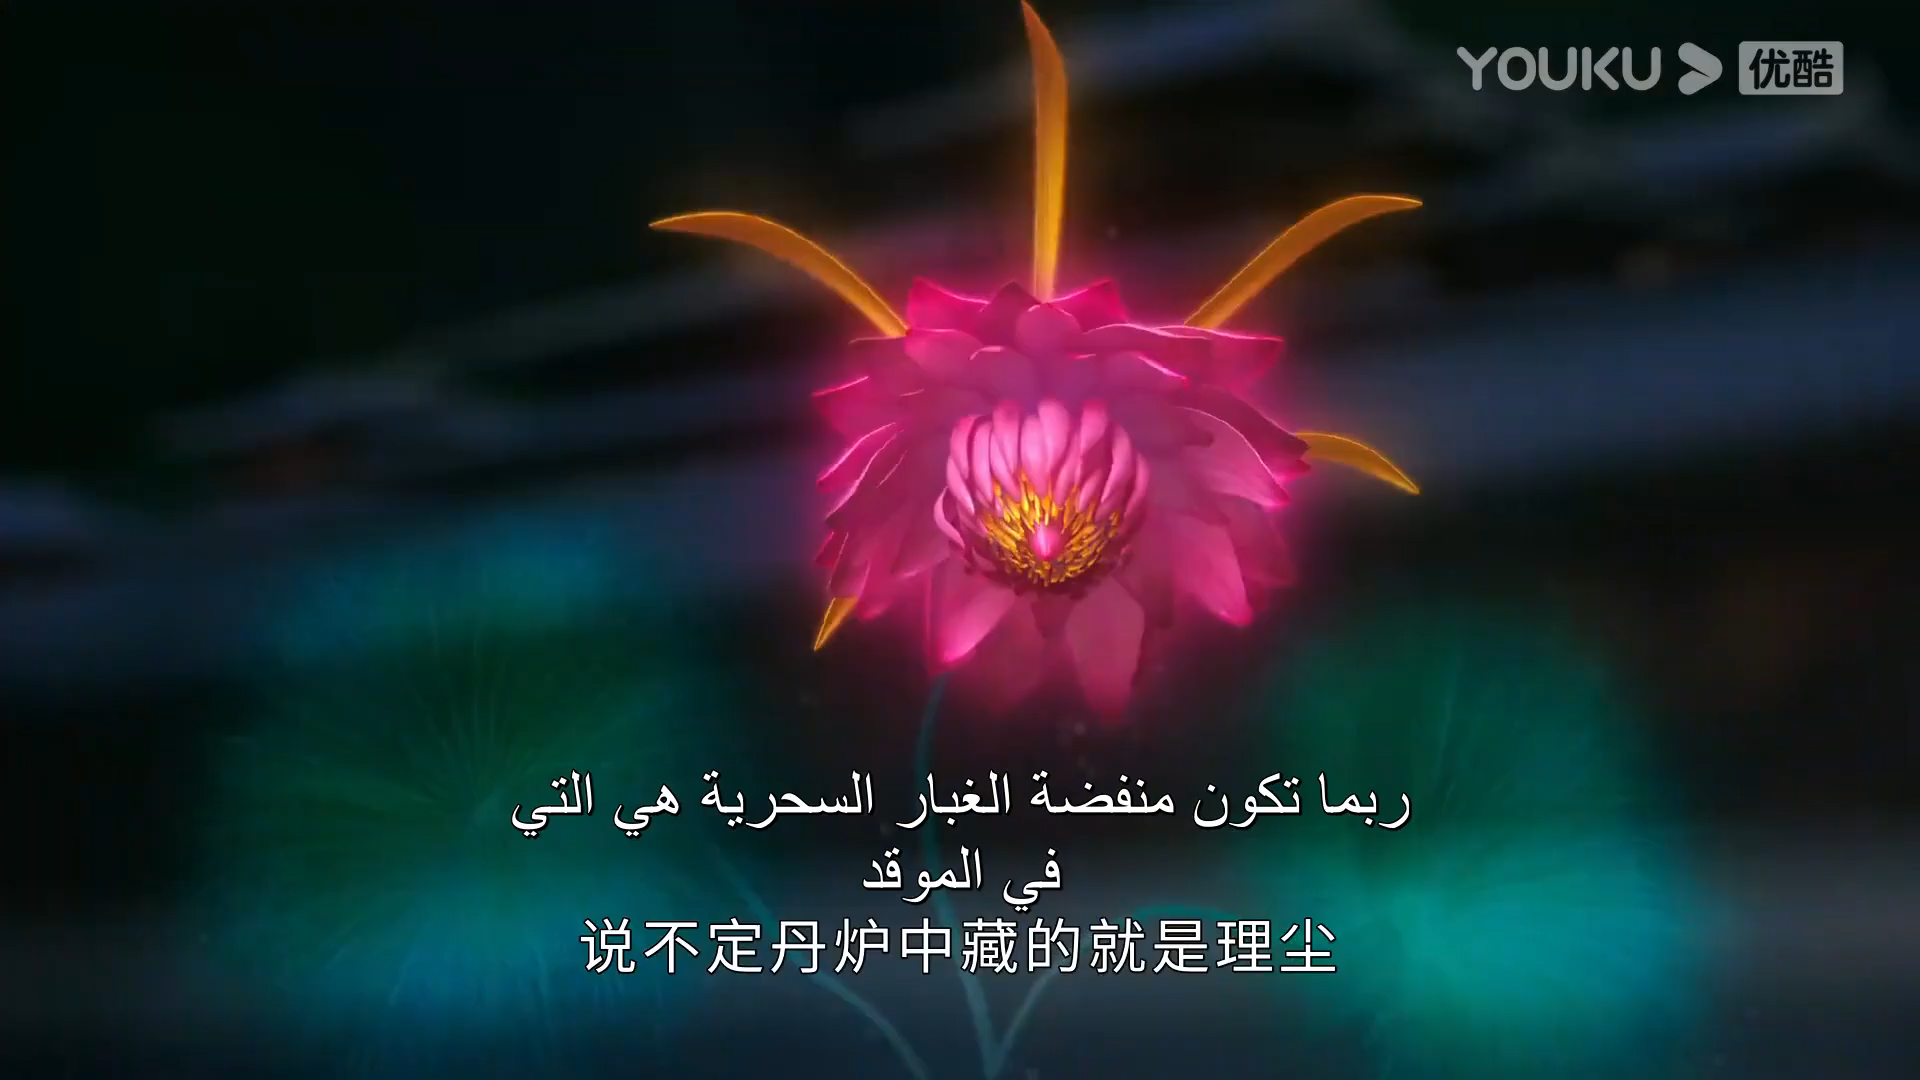 YOUKU 优酷
ربما تكون منفضة الغبار السحرية هي التي
في الموقد
说不定丹炉中藏的就是理尘